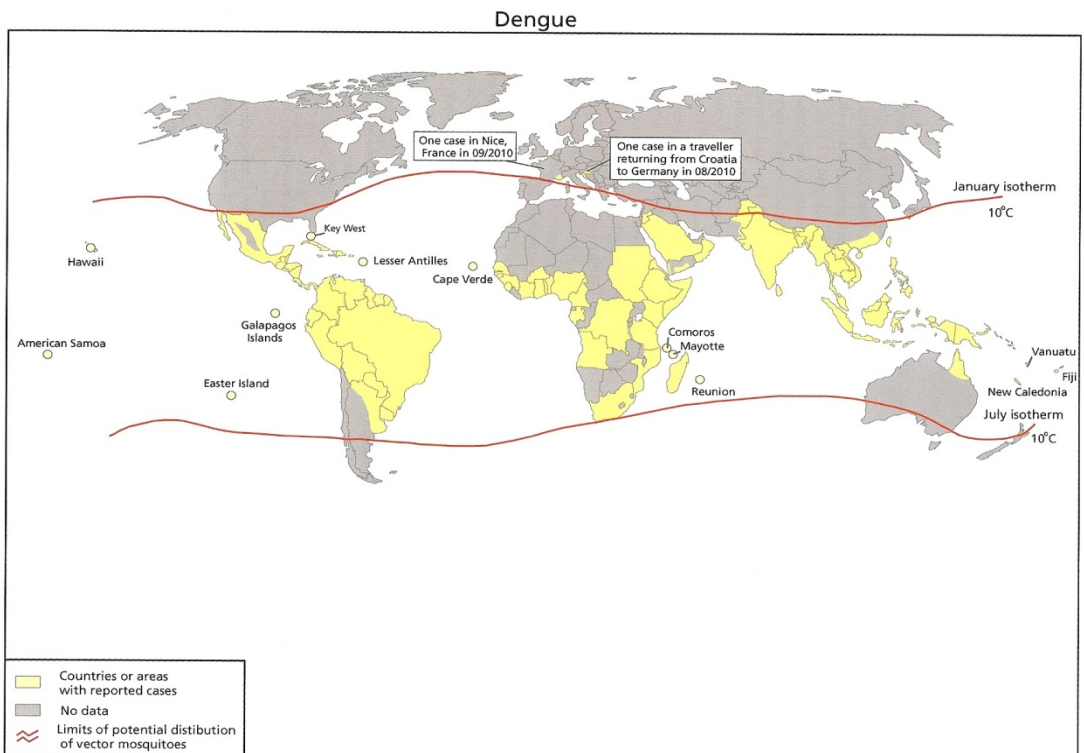 Dengue
One case in Nice,
France in 09/2010
One case in a traveller
returning from Croatia
to Germany in 08/2010
January isotherm
10°C
Key West
Hawaii
Lesser Antilles
Cape Verde
Galapagos
Islands
American Samoa
Easter island
Comoros
Mayotte
Reunion
Vanuatu
Fiji
New Caledonia
July isotherm
10°C
Countries or areas
with reported cases
No data
Limits of potential distibution
of vector mosquitoes